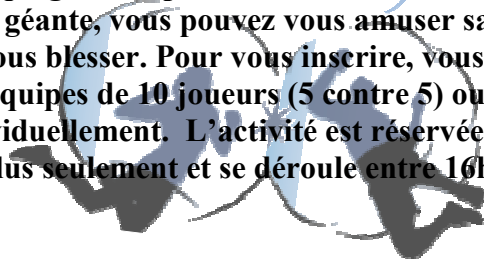 géante, vous pouvez vous amuser sa
ous blesser. Pour vous inscrire, vous
quipes de 10 joueurs (5 contre 5) ou
viduellement. L’activité est réservée
lus seulement et se déroule entre 16h